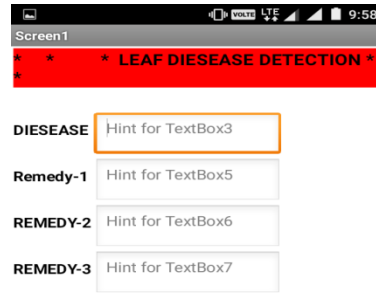 VOLTE LTE 9:58
Screen1
* * * LEAF DIESEASE DETECTION *
*
DIESEASE Hint for TextBox3
Remedy-1 Hint for TextBox5
REMEDY-2 Hint for TextBox6
REMEDY-3 Hint for TextBox7